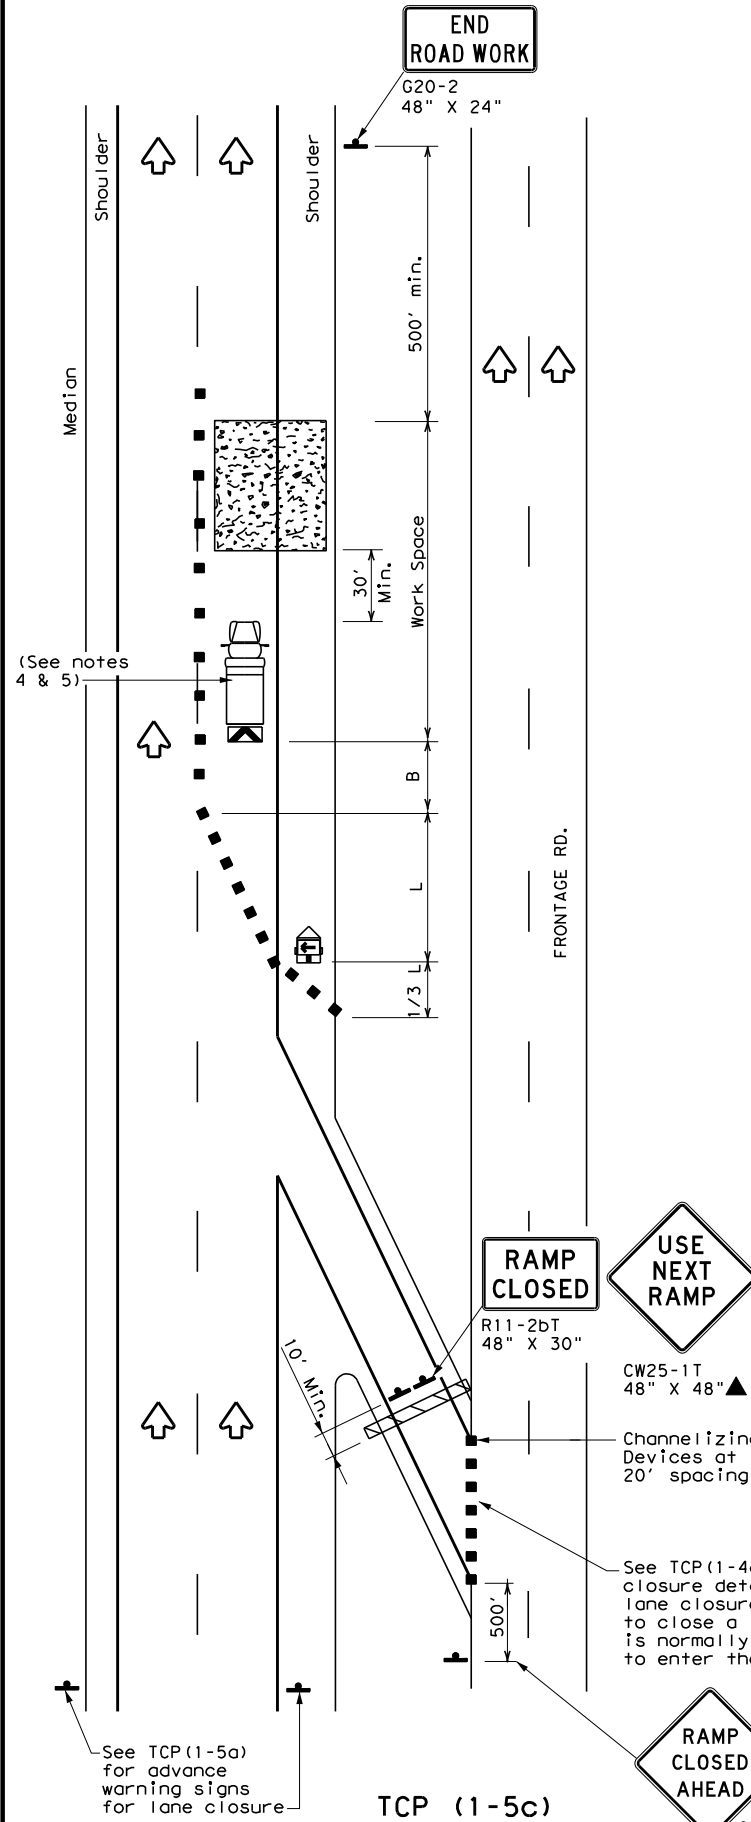 END
ROAD WORK
G20-2
48" X 24"
Shoulder
Shoulder
500' min.
Median
30'
Min.
Work Space
(See notes
4 & 5)
B
L
FRONTAGE RD.
1/3 L
RAMP
CLOSED
R11-2bT
48" X 30"
USE
NEXT
RAMP
CW25-1T
48" X 48"▲
10' Min.
Channelizin
Devices at
20' spacing
See TCP(1-4
closure det
lane closur
to close a
is normally
to enter th
500'
RAMP
CLOSED
AHEAD
See TCP(1-5a)
for advance
warning signs
for lane closure
TCP (1-5c)